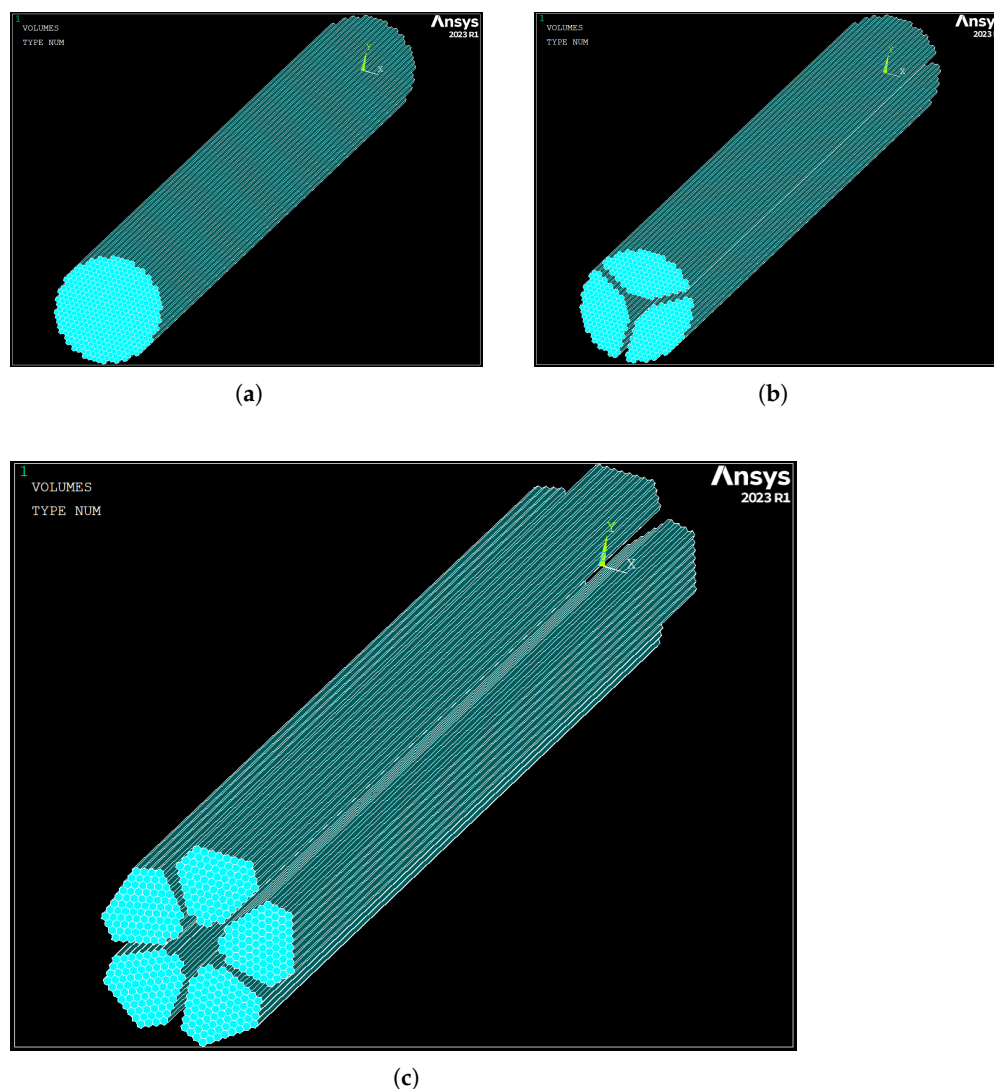 1
VOLUMES
TYPE NUM
Ansys
2023 R1
Y
X
(a)
1
VOLUMES
TYPE NUM
Ansys
2023 R
Y
X
(b)
1
VOLUMES
TYPE NUM
Ansys
2023 R1
Y
X
(c)